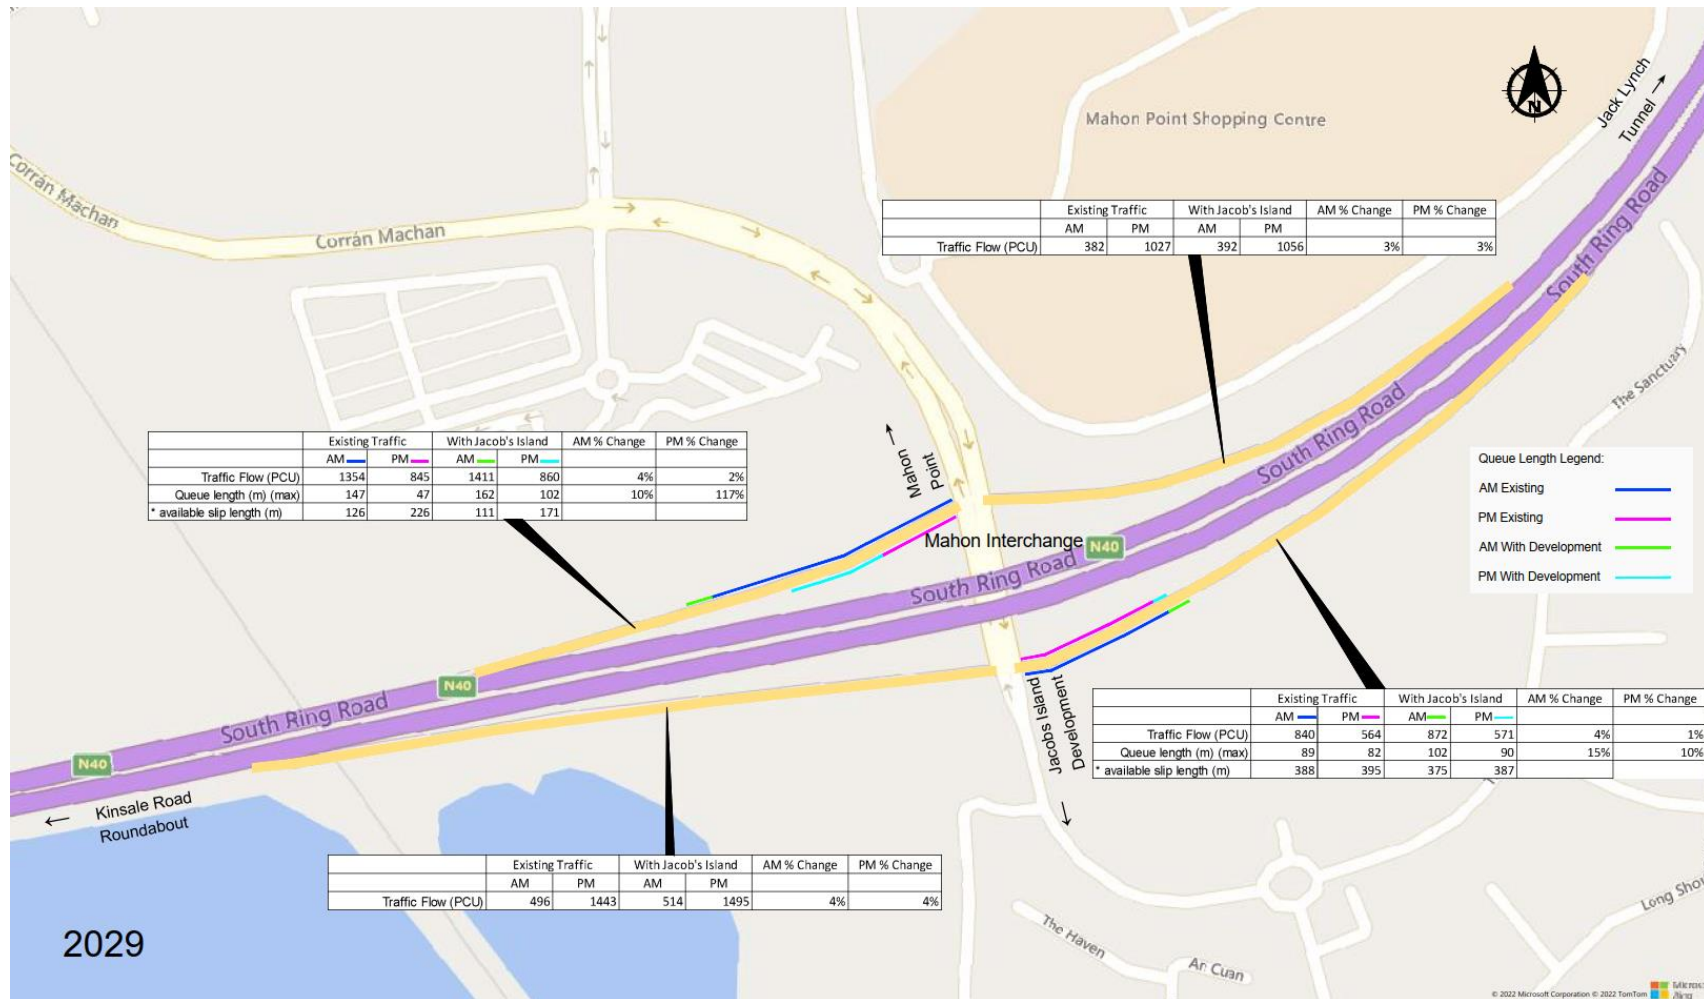 Jack Lynch
Tunnel
Mahon Point Shopping Centre
Corrán Machan
Corrán Machan
South Ring Road
South Ring Road
Existing Traffic With Jacob's Island AM % Change PM % Change
AM PM AM PM
Traffic Flow (PCU) 382 1027 392 1056 3% 3%
The Sanctuary
South Ring Road
Existing Traffic With Jacob's Island AM % Change PM % Change
AM PM AM PM
Traffic Flow (PCU) 1354 845 1411 860 4% 2%
Queue length (m) (max) 147 47 162 102 10% 117%
* available slip length (m) 126 226 111 171
Mahon
Point
Queue Length Legend:
AM Existing
PM Existing
AM With Development
PM With Development
Mahon Interchange
N40
South Ring Road
N40
South Ring Road
N40
Jacobs Island
Development
Existing Traffic With Jacob's Island AM % Change PM % Change
AM PM AM PM
Traffic Flow (PCU) 840 564 872 571 4% 1%
Queue length (m) (max) 89 82 102 90 15% 10%
* available slip length (m) 388 395 375 387
← Kinsale Road
Roundabout
Existing Traffic With Jacob's Island AM % Change PM % Change
AM PM AM PM
Traffic Flow (PCU) 496 1443 514 1495 4% 4%
2029
The Haven
An Cuan
Long Shor
© 2022 Microsoft Corporation © 2022 TomTom